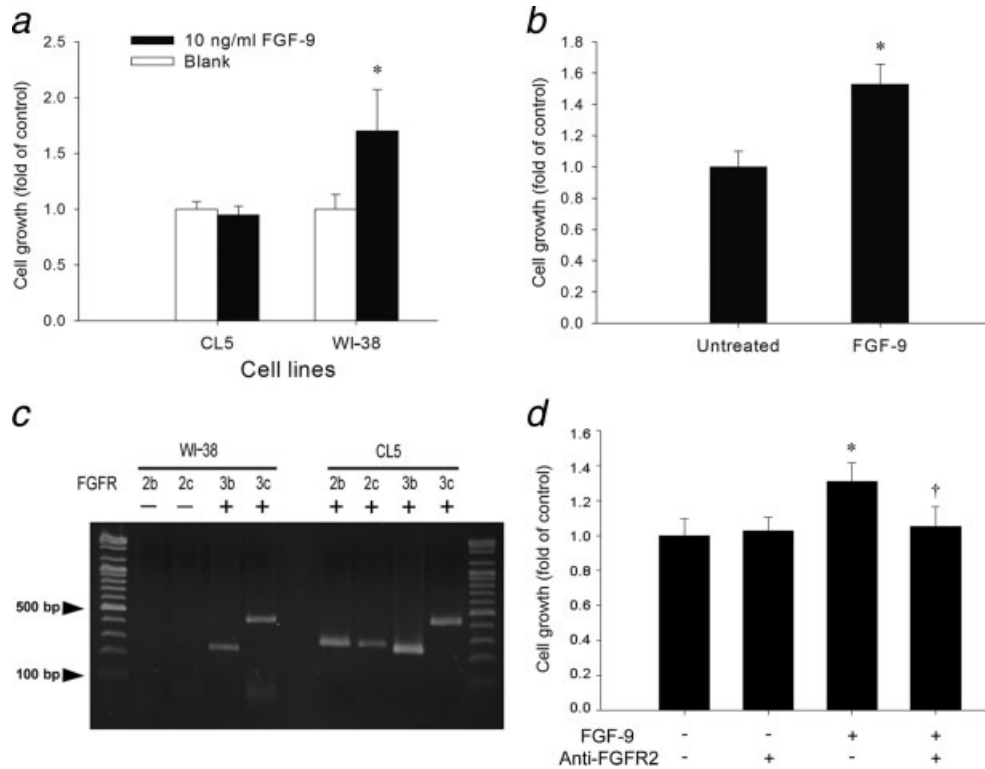 a
10 ng/ml FGF-9
Blank
*
Cell growth (fold of control)
2.5
2.0
1.5
1.0
0.5
0.0
CL5 WI-38
Cell lines
b
*
Cell growth (fold of control)
1.8
1.6
1.4
1.2
1.0
0.8
0.6
0.4
0.2
0.0
Untreated FGF-9
c
WI-38 CL5
FGFR 2b 2c 3b 3c 2b 2c 3b 3c
− − + + + + + +
500 bp
100 bp
d
*
†
Cell growth (fold of control)
1.6
1.4
1.2
1.0
0.8
0.6
0.4
0.2
0.0
FGF-9 - - + +
Anti-FGFR2 - + - +